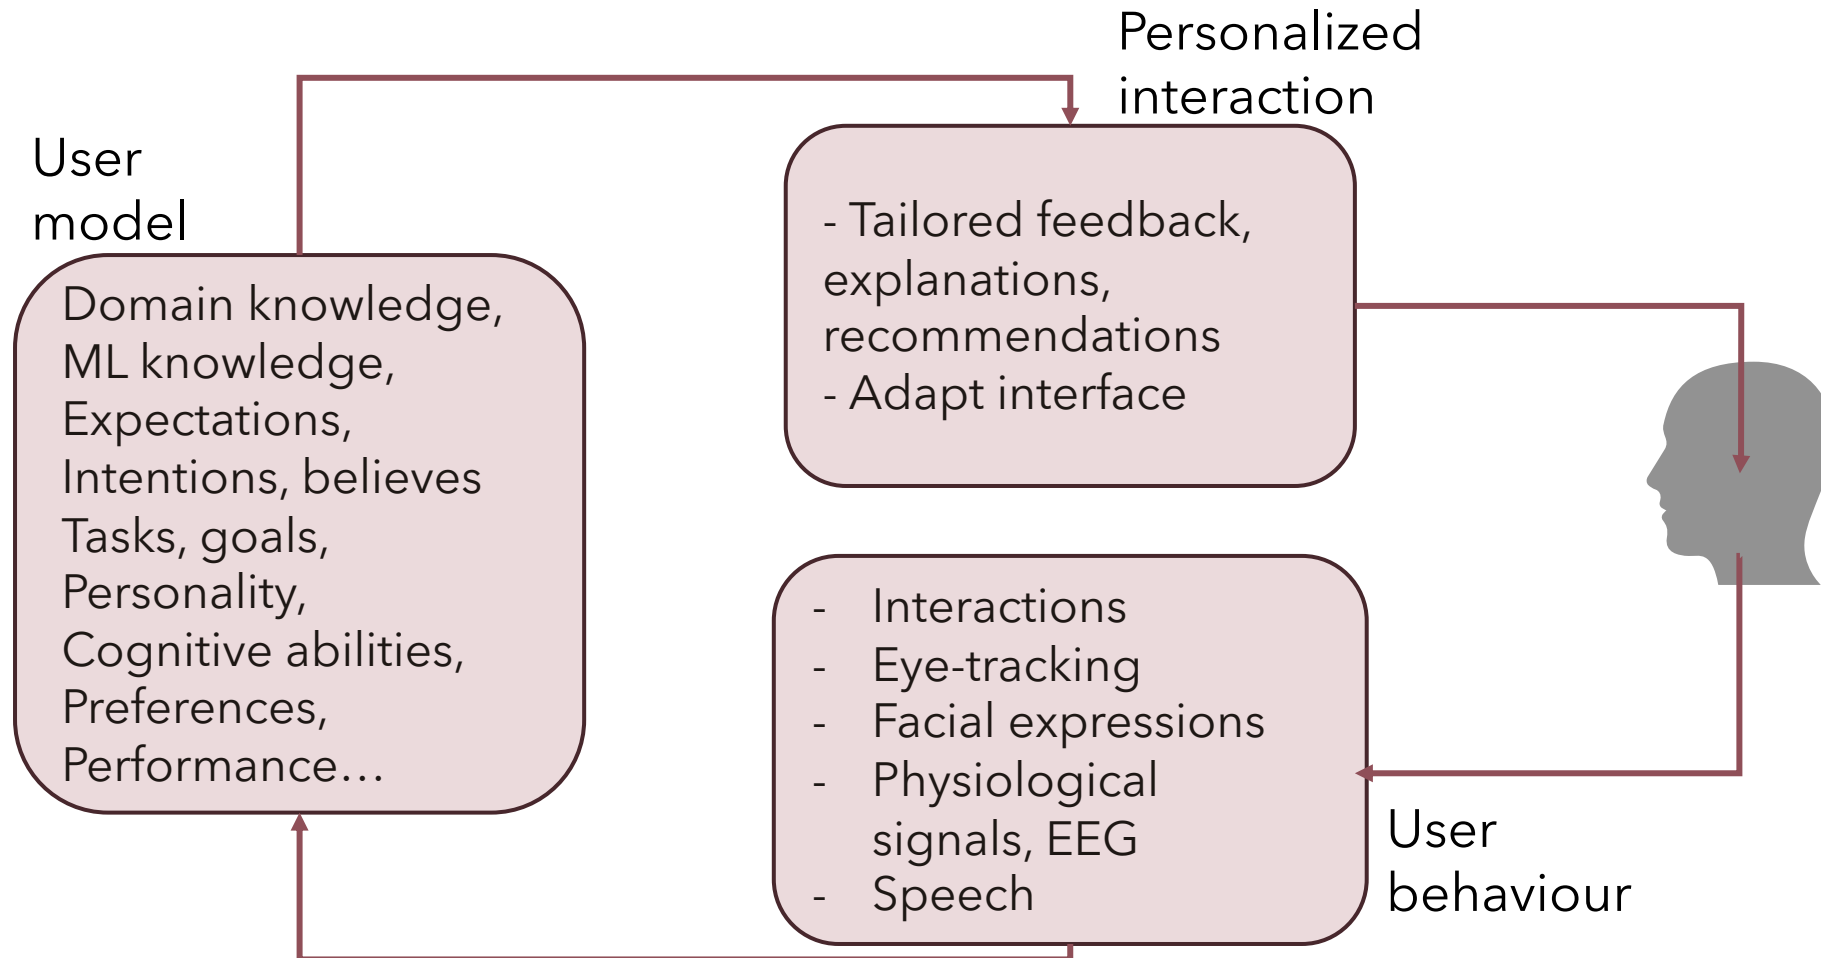 User
model
Domain knowledge,
ML knowledge,
Expectations,
Intentions, believes
Tasks, goals,
Personality,
Cognitive abilities,
Preferences,
Performance…
Personalized
interaction
- Tailored feedback,
explanations,
recommendations
- Adapt interface
- Interactions
- Eye-tracking
- Facial expressions
- Physiological
signals, EEG
- Speech
User
behaviour